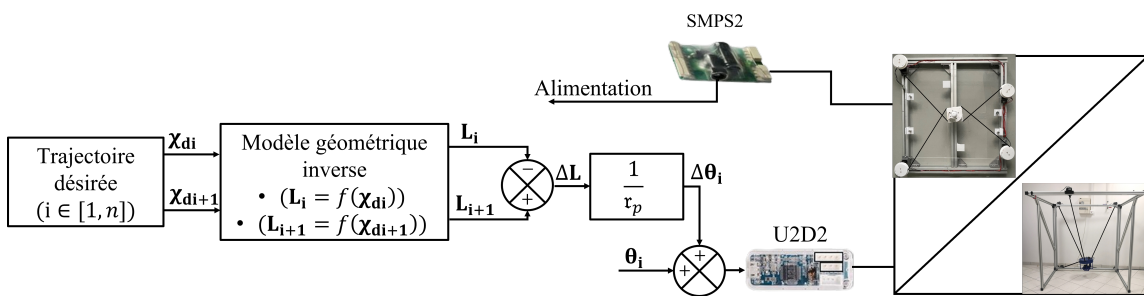 SMPS2
Alimentation
Trajectoire
désirée
(i ∈ [1, n])
χdi
χdi+1
Modèle géométrique
inverse
• (Li = f(χdi))
• (Li+1 = f(χdi+1))
Li
Li+1
−
+
ΔL
1
rp
Δθi
θi
+
+
U2D2